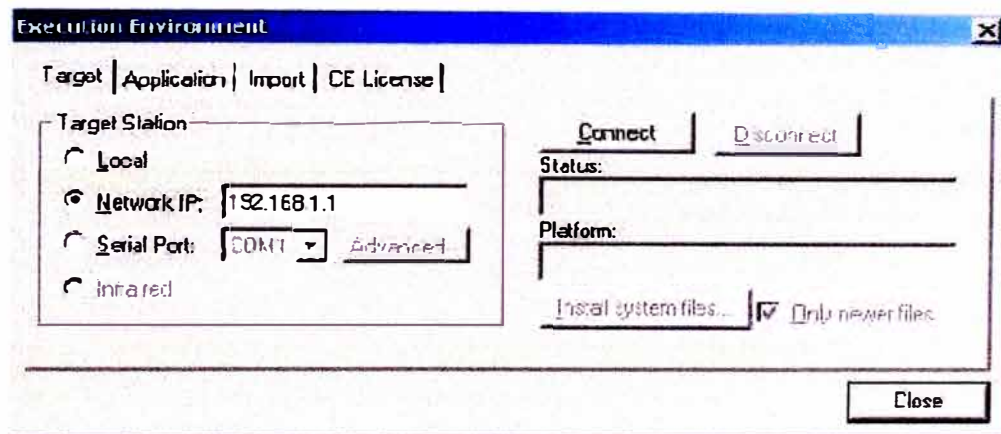 Execution Environment
Target Application Import CE License
Target Station
Local
Network IP: 192.168.1.1
Serial Port: COM1 Advanced...
Infrared
Connect Disconnect
Status:
Platform:
Install system files... Only newer files
Close